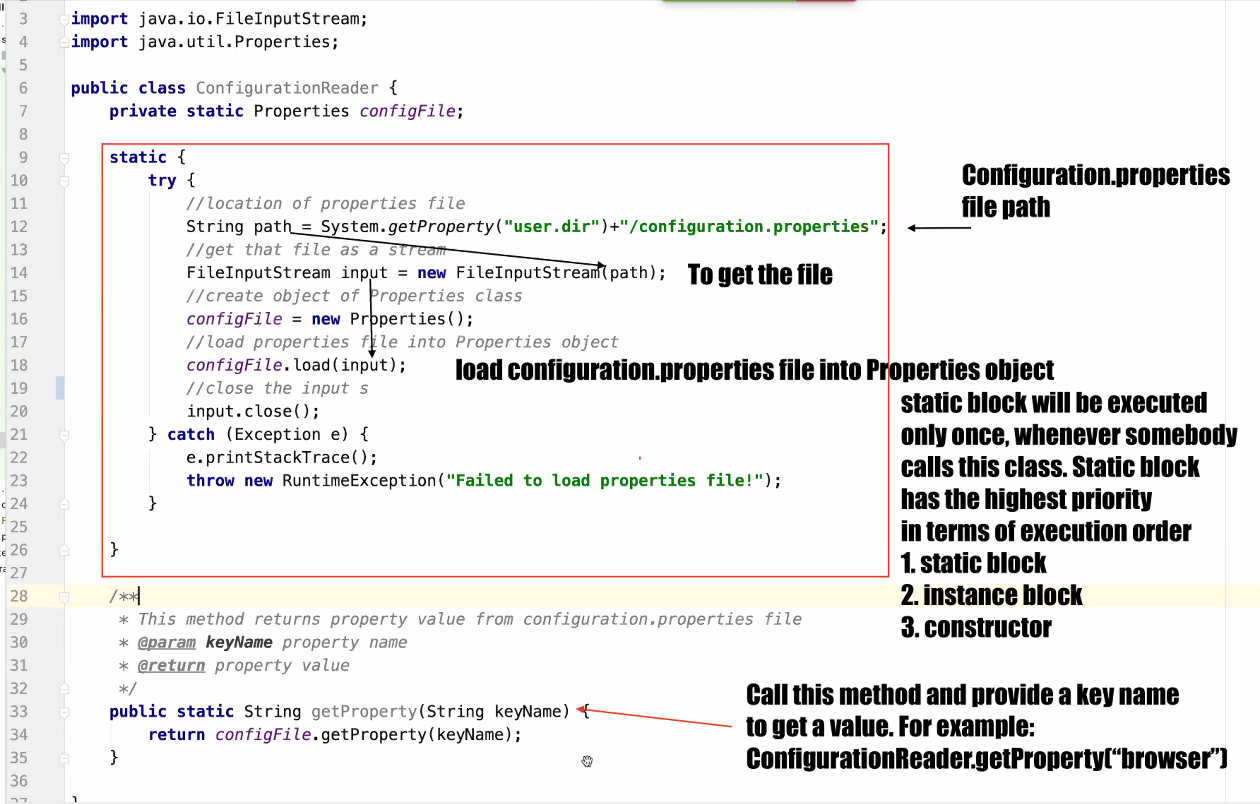 3 import java.io.FileInputStream;
4 import java.util.Properties;
5
6 public class ConfigurationReader {
7 private static Properties configFile;
8
9 static {
10 try {
11 //location of properties file
12 String path = System.getProperty("user.dir")+"/configuration.properties";
13 //get that file as a stream
14 FileInputStream input = new FileInputStream(path);
15 //create object of Properties class
16 configFile = new Properties();
17 //load properties file into Properties object
18 configFile.load(input);
19 //close the input s
20 input.close();
21 } catch (Exception e) {
22 e.printStackTrace();
23 throw new RuntimeException("Failed to load properties file!");
24 }
25
26 }
27
28 /**
29 * This method returns property value from configuration.properties file
30 * @param keyName property name
31 * @return property value
32 */
33 public static String getProperty(String keyName) {
34 return configFile.getProperty(keyName);
35 }
36
37 }
Configuration.properties
file path
To get the file
load configuration.properties file into Properties object
static block will be executed
only once, whenever somebody
calls this class. Static block
has the highest priority
in terms of execution order
1. static block
2. instance block
3. constructor
Call this method and provide a key name
to get a value. For example:
ConfigurationReader.getProperty(“browser”)